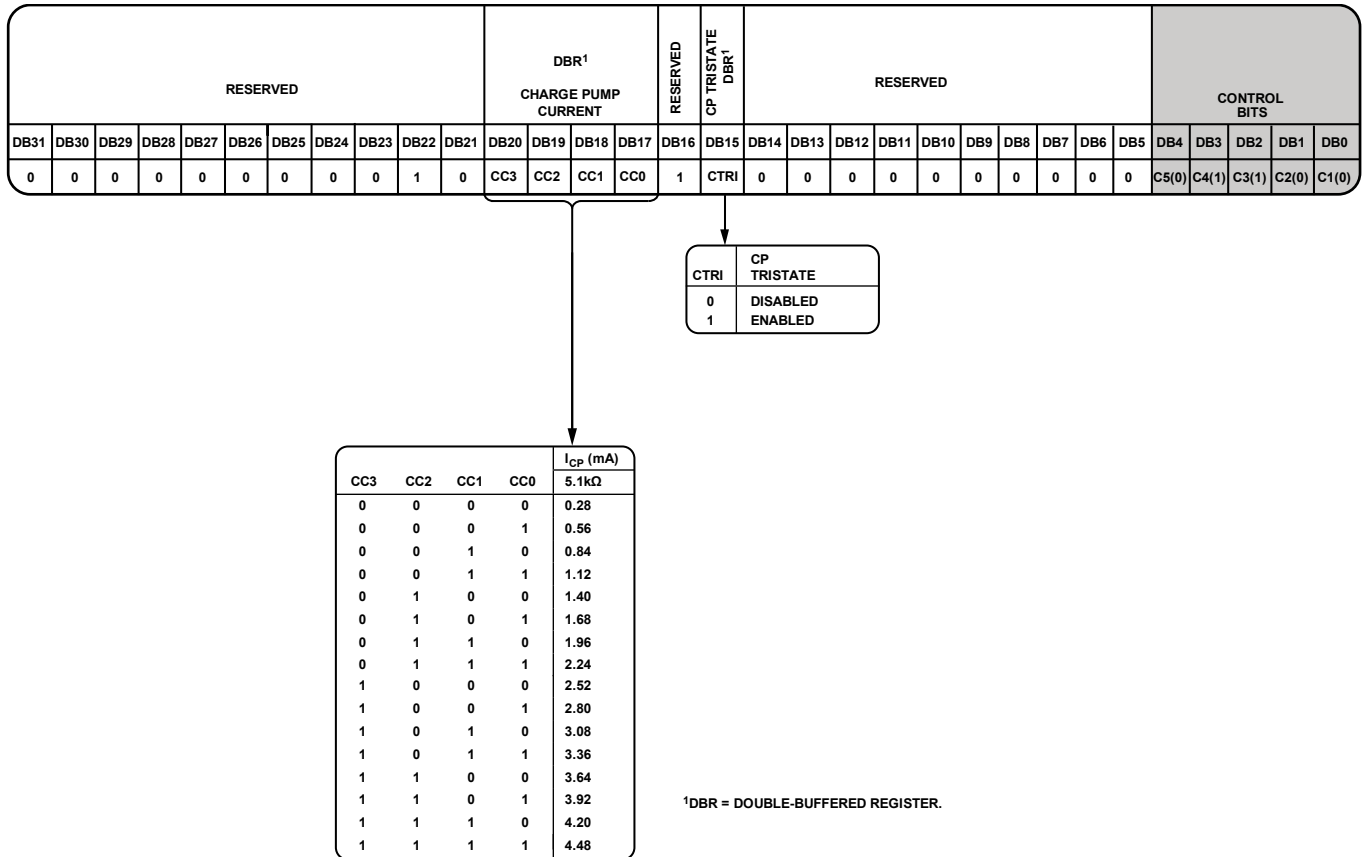 RESERVED
DBR1
CHARGE PUMP
CURRENT
RESERVED
CP TRISTATE
DBR1
RESERVED
CONTROL
BITS
DB31 DB30 DB29 DB28 DB27 DB26 DB25 DB24 DB23 DB22 DB21 DB20 DB19 DB18 DB17 DB16 DB15 DB14 DB13 DB12 DB11 DB10 DB9 DB8 DB7 DB6 DB5 DB4 DB3 DB2 DB1 DB0
0 0 0 0 0 0 0 0 0 1 0 CC3 CC2 CC1 CC0 1 CTRI 0 0 0 0 0 0 0 0 0 0 C5(0) C4(1) C3(1) C2(0) C1(0)
CP
CTRI TRISTATE
0 DISABLED
1 ENABLED
ICP (mA)
CC3 CC2 CC1 CC0 5.1kΩ
0 0 0 0 0.28
0 0 0 1 0.56
0 0 1 0 0.84
0 0 1 1 1.12
0 1 0 0 1.40
0 1 0 1 1.68
0 1 1 0 1.96
0 1 1 1 2.24
1 0 0 0 2.52
1 0 0 1 2.80
1 0 1 0 3.08
1 0 1 1 3.36
1 1 0 0 3.64
1 1 0 1 3.92
1 1 1 0 4.20
1 1 1 1 4.48
1DBR = DOUBLE-BUFFERED REGISTER.